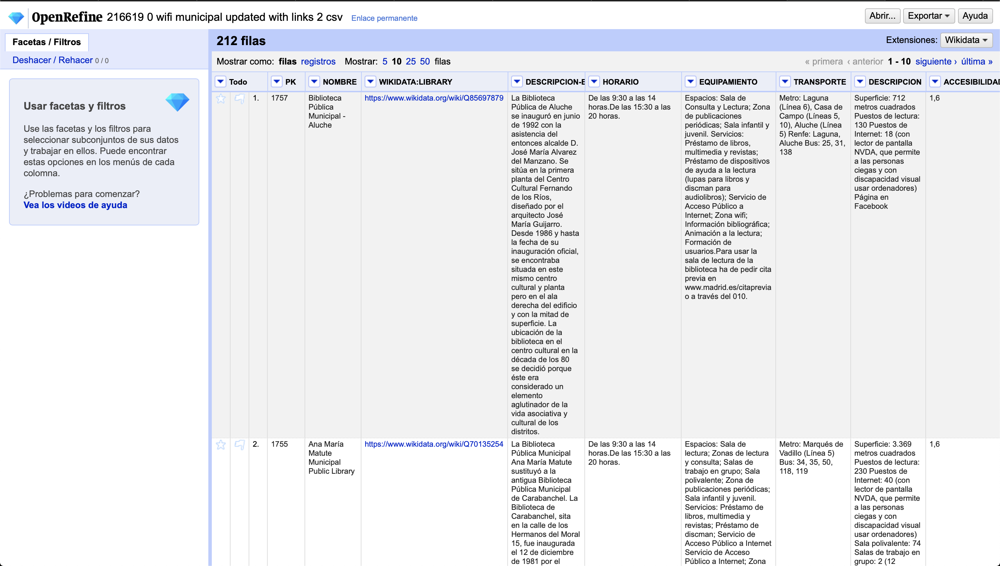 OpenRefine 216619 0 wifi municipal updated with links 2 csv Enlace permanente
Abrir... Exportar Ayuda
Facetas / Filtros
Deshacer / Rehacer 0 / 0
Usar facetas y filtros
Use las facetas y los filtros para
seleccionar subconjuntos de sus datos
y trabajar en ellos. Puede encontrar
estas opciones en los menús de cada
colomna.
¿Problemas para comenzar?
Vea los videos de ayuda
212 filas
Extensiones: Wikidata
Mostrar como: filas registros Mostrar: 5 10 25 50 filas
« primera ‹ anterior 1 - 10 siguiente › última »
Todo PK NOMBRE WIKIDATA:LIBRARY DESCRIPCION-E HORARIO EQUIPAMIENTO TRANSPORTE DESCRIPCION ACCESIBILIDAD
1.
1757
Biblioteca
Pública
Municipal -
Aluche
https://www.wikidata.org/wiki/Q85697879
La Biblioteca
Pública de Aluche
se inauguró en junio
de 1992 con la
asistencia del
entonces alcalde D.
José María Alvarez
del Manzano. Se
sitúa en la primera
planta del Centro
Cultural Fernando
de los Ríos,
diseñado por el
arquitecto José
María Guijarro.
Desde 1986 y hasta
la fecha de su
inauguración oficial,
se encontraba
situada en este
mismo centro
cultural y planta
pero en el ala
derecha del edificio
y con la mitad de
superficie. La
ubicación de la
biblioteca en el
centro cultural en la
década de los 80
se decidió porque
éste era
considerado un
elemento
aglutinador de la
vida asociativa y
cultural de los
distritos.
De las 9:30 a las 14
horas.De las 15:30 a las
20 horas.
Espacios: Sala de
Consulta y Lectura; Zona
de publicaciones
periódicas; Sala infantil y
juvenil. Servicios:
Préstamo de libros,
multimedia y revistas;
Préstamo de dispositivos
de ayuda a la lectura
(lupas para libros y
discman para
audiolibros); Servicio de
Acceso Público a
Internet; Zona wifi;
Información bibliográfica;
Animación a la lectura;
Formación de
usuarios.Para usar la
sala de lectura de la
biblioteca ha de pedir cita
previa en
www.madrid.es/citaprevia
o a través del 010.
Metro: Laguna
(Línea 6), Casa de
Campo (Líneas 5,
10), Aluche (Línea
5) Renfe: Laguna,
Aluche Bus: 25, 31,
138
Superficie: 712
metros cuadrados
Puestos de lectura:
130 Puestos de
Internet: 18 (con
lector de pantalla
NVDA, que permite
a las personas
ciegas y con
discapacidad visual
usar ordenadores)
Página en
Facebook
1,6
2.
1755
Ana María
Matute
Municipal
Public Library
https://www.wikidata.org/wiki/Q70135254
La Biblioteca
Pública Municipal
Ana María Matute
sustituyó a la
antigua Biblioteca
Pública Municipal
de Carabanchel. La
Biblioteca de
Carabanchel, sita
en la calle de los
Hermanos del Moral
15, fue inaugurada
el 12 de diciembre
de 1981 por el
De las 9:30 a las 14
horas.De las 15:30 a las
20 horas.
Espacios: Sala de
lectura; Zonas de lectura
y consulta; Salas de
trabajo en grupo; Sala
polivalente; Zona de
publicaciones periódicas;
Sala infantil y juvenil.
Servicios: Préstamo de
libros, multimedia y
revistas; Préstamo de
discman; Servicio de
Acceso Público a Internet
Servicio de Acceso
Público a Internet; Zona
Metro: Marqués de
Vadillo (Línea 5)
Bus: 34, 35, 50,
118, 119
Superficie: 3.369
metros cuadrados
Puestos de lectura:
230 Puestos de
Internet: 40 (con
lector de pantalla
NVDA, que permite
a las personas
ciegas y con
discapacidad visual
usar ordenadores)
Sala polivalente: 74
Salas de trabajo en
grupo: 2 (12
1,6